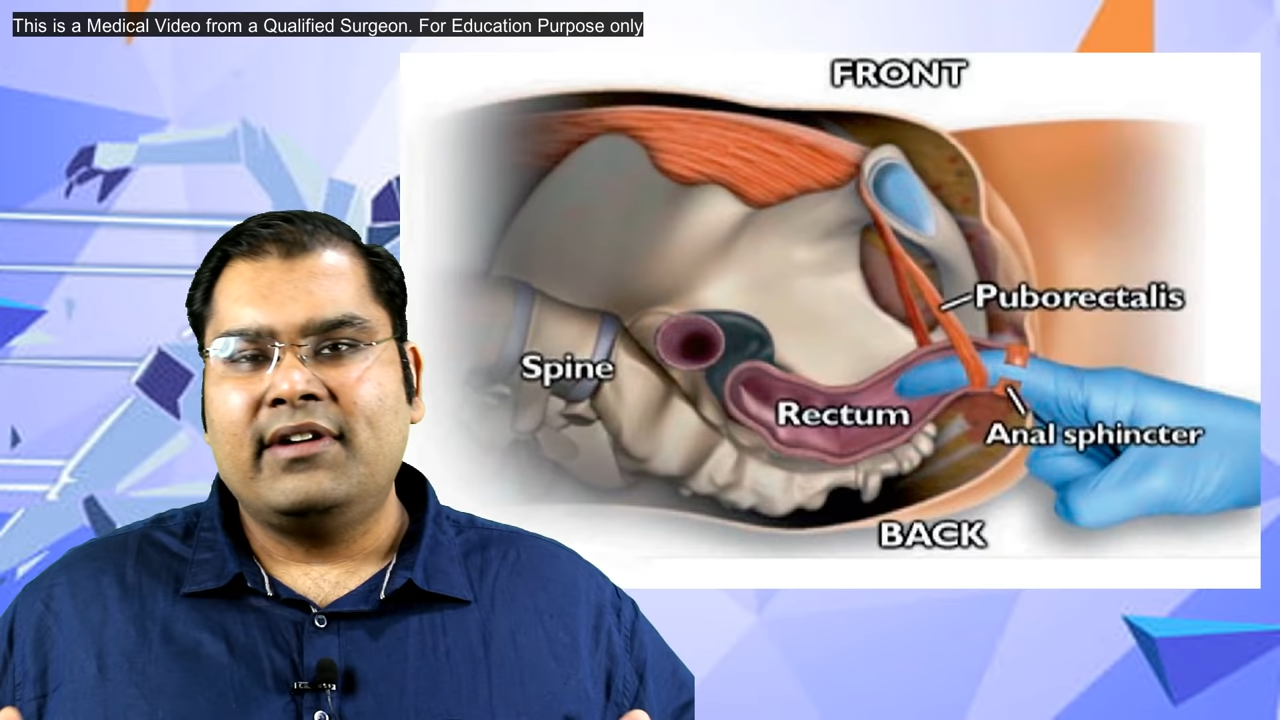 This is a Medical Video from a Qualified Surgeon. For Education Purpose only
FRONT
Puborectalis
Spine
Rectum
Anal sphincter
BACK